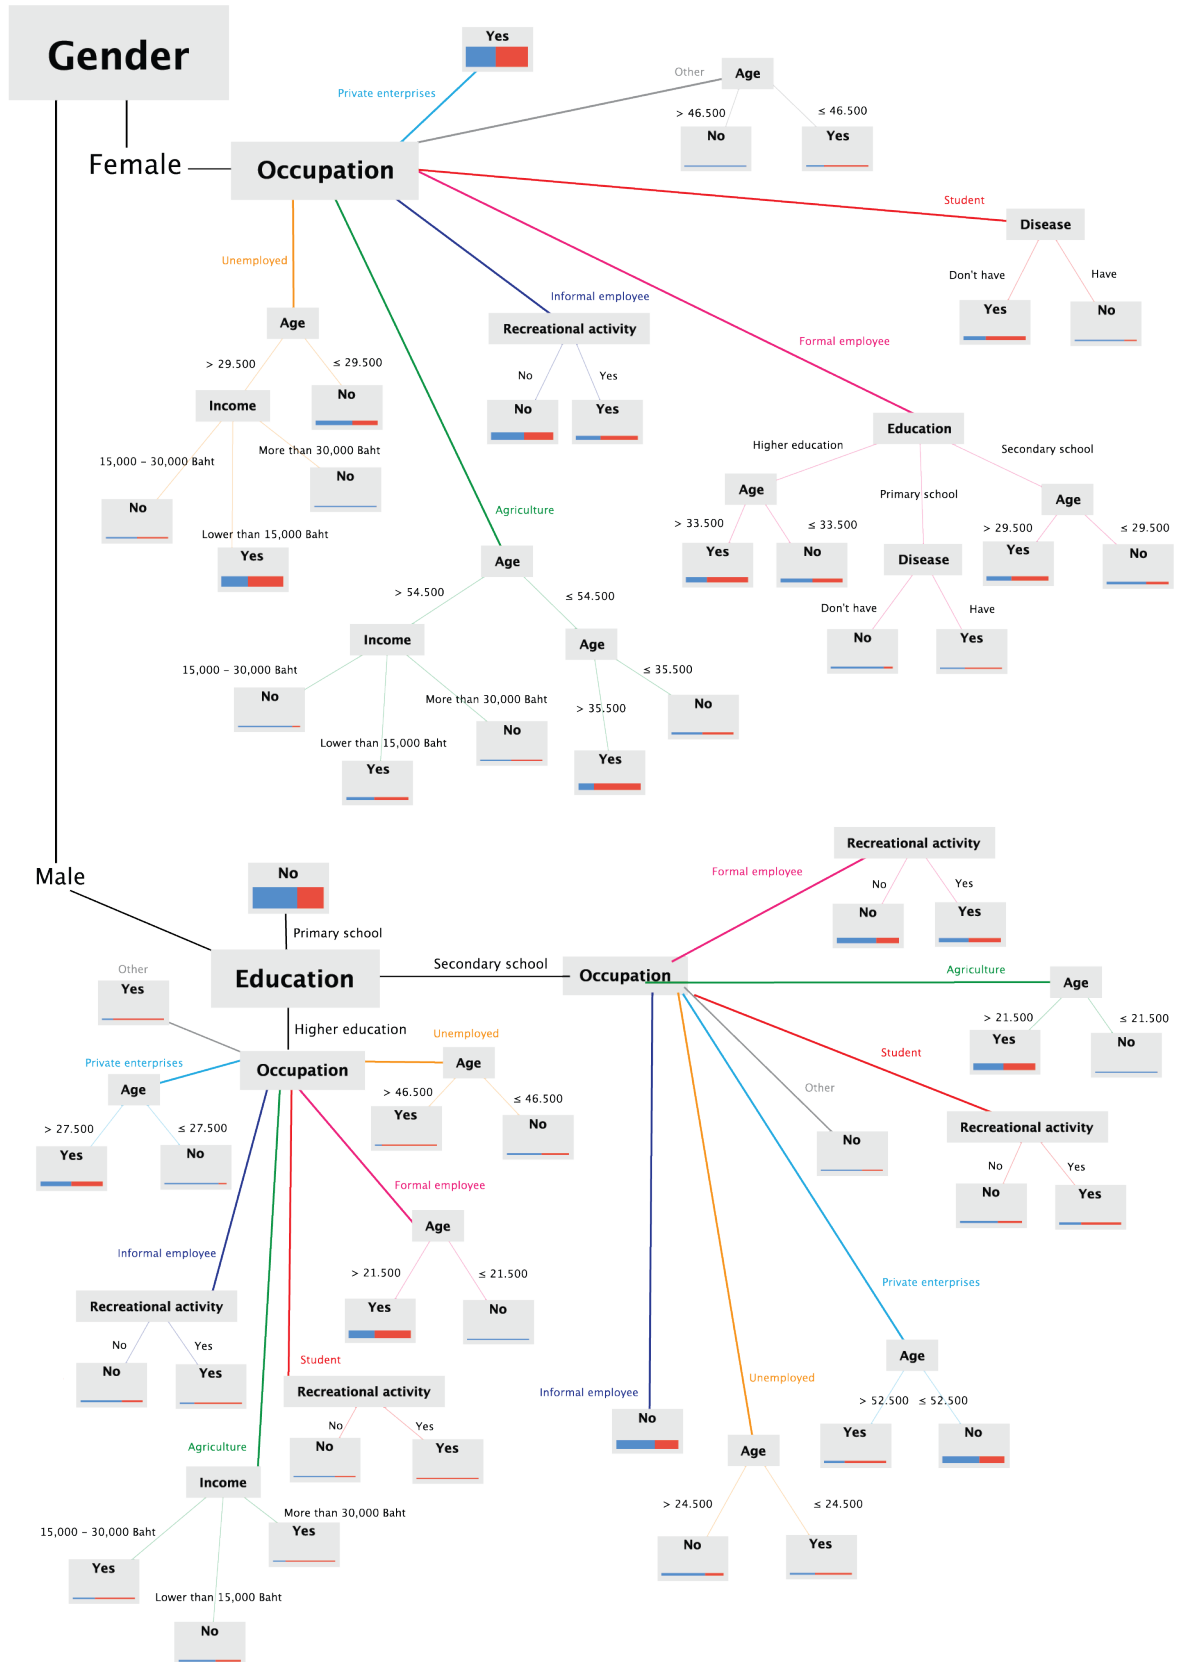 Gender
Yes
Private enterprises
Other
Age
> 46.500
≤ 46.500
No
Yes
Female
Occupation
Student
Disease
Don't have
Have
Yes
No
Unemployed
Age
> 29.500
≤ 29.500
Income
No
15,000 – 30,000 Baht
More than 30,000 Baht
No
No
Lower than 15,000 Baht
Yes
Informal employee
Recreational activity
No
Yes
No
Yes
Formal employee
Education
Higher education
Secondary school
Primary school
Age
> 33.500
≤ 33.500
Yes
No
Disease
Don't have
Have
No
Yes
Age
> 29.500
≤ 29.500
Yes
No
Agriculture
Age
> 54.500
≤ 54.500
Income
15,000 – 30,000 Baht
No
More than 30,000 Baht
No
Lower than 15,000 Baht
Yes
Age
≤ 35.500
> 35.500
No
Yes
Male
No
Primary school
Education
Secondary school
Higher education
Occupation
Other
Yes
Private enterprises
Age
> 27.500
≤ 27.500
Yes
No
Unemployed
Age
> 46.500
≤ 46.500
Yes
No
Formal employee
Age
> 21.500
≤ 21.500
Yes
No
Informal employee
Recreational activity
No
Yes
No
Yes
Student
Recreational activity
No
Yes
No
Yes
Agriculture
Income
15,000 – 30,000 Baht
More than 30,000 Baht
Yes
Yes
Lower than 15,000 Baht
No
Occupation
Formal employee
Recreational activity
No
Yes
No
Yes
Agriculture
Age
> 21.500
≤ 21.500
Yes
No
Student
Recreational activity
No
Yes
No
Yes
Other
No
Private enterprises
Age
> 52.500
≤ 52.500
Yes
No
Unemployed
Age
> 24.500
≤ 24.500
No
Yes
Informal employee
No